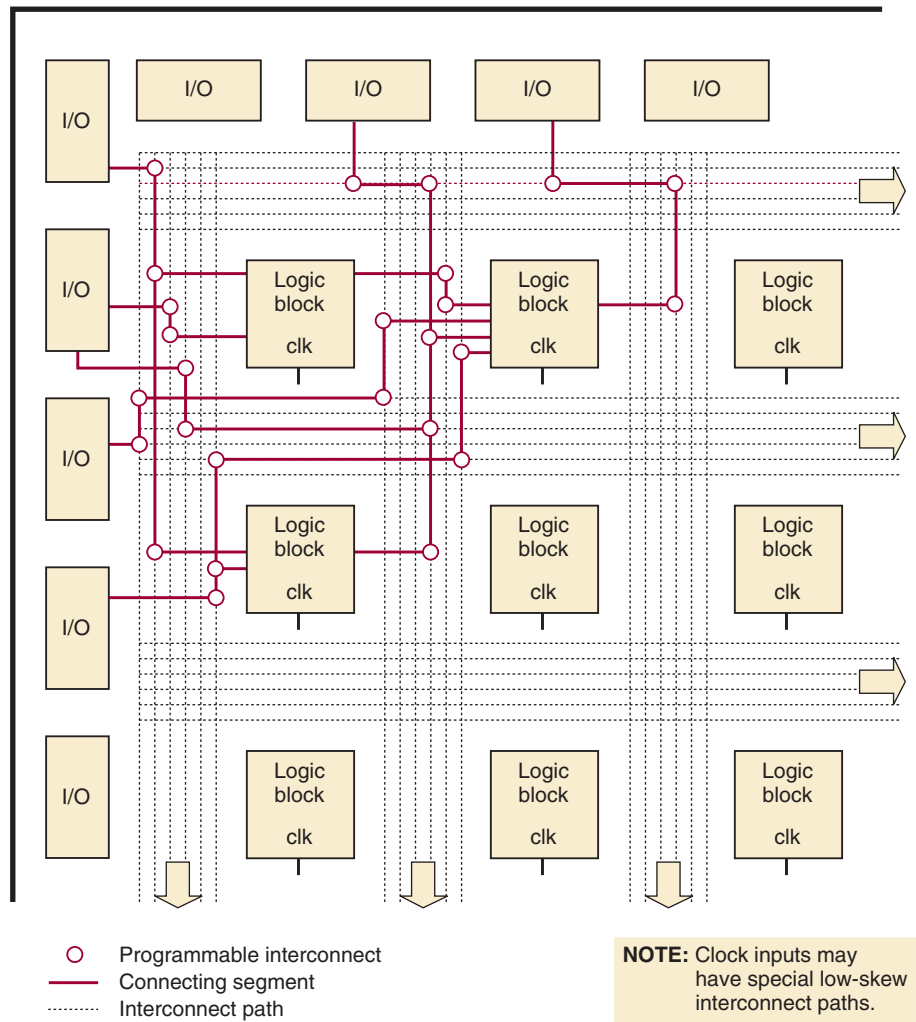 I/O
I/O
I/O
I/O
I/O
I/O
Logic
block
clk
Logic
block
clk
Logic
block
clk
I/O
Logic
block
clk
Logic
block
clk
Logic
block
clk
I/O
I/O
Logic
block
clk
Logic
block
clk
Logic
block
clk
Programmable interconnect
Connecting segment
Interconnect path
NOTE: Clock inputs may
have special low-skew
interconnect paths.